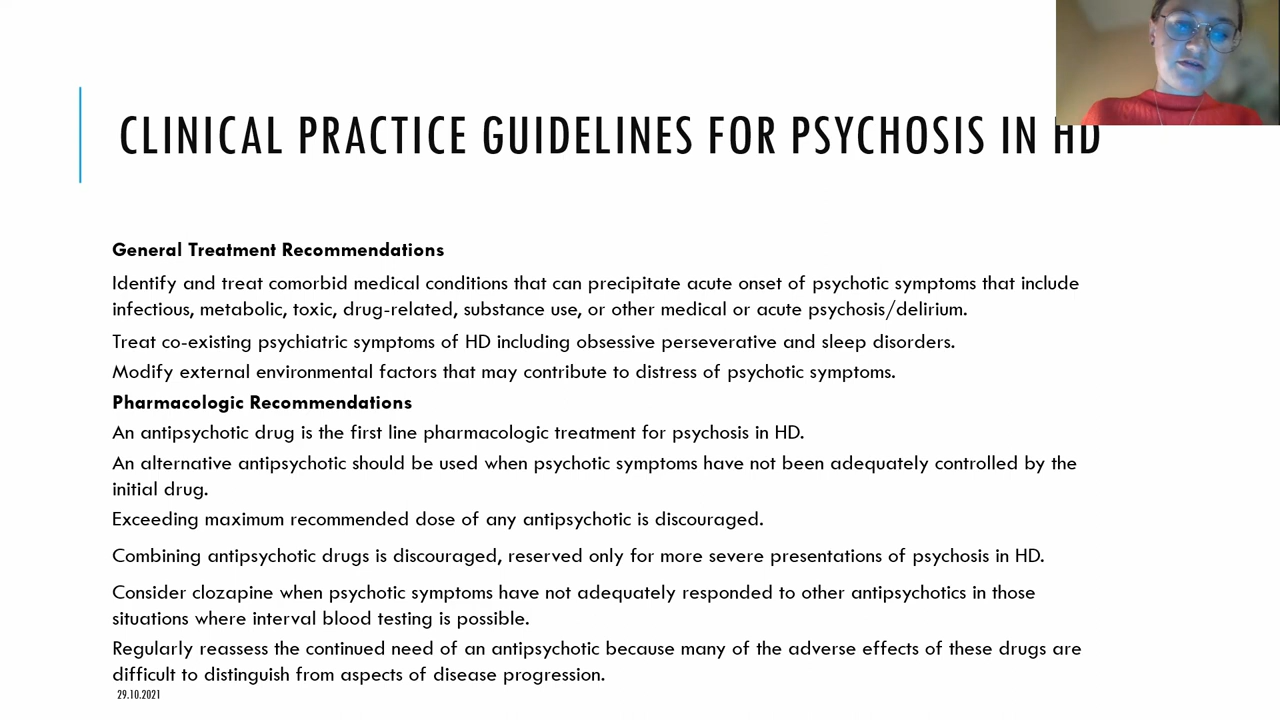 CLINICAL PRACTICE GUIDELINES FOR PSYCHOSIS IN HD
General Treatment Recommendations
Identify and treat comorbid medical conditions that can precipitate acute onset of psychotic symptoms that include
infectious, metabolic, toxic, drug-related, substance use, or other medical or acute psychosis/delirium.
Treat co-existing psychiatric symptoms of HD including obsessive perseverative and sleep disorders.
Modify external environmental factors that may contribute to distress of psychotic symptoms.
Pharmacologic Recommendations
An antipsychotic drug is the first line pharmacologic treatment for psychosis in HD.
An alternative antipsychotic should be used when psychotic symptoms have not been adequately controlled by the
initial drug.
Exceeding maximum recommended dose of any antipsychotic is discouraged.
Combining antipsychotic drugs is discouraged, reserved only for more severe presentations of psychosis in HD.
Consider clozapine when psychotic symptoms have not adequately responded to other antipsychotics in those
situations where interval blood testing is possible.
Regularly reassess the continued need of an antipsychotic because many of the adverse effects of these drugs are
difficult to distinguish from aspects of disease progression.
29.10.2021